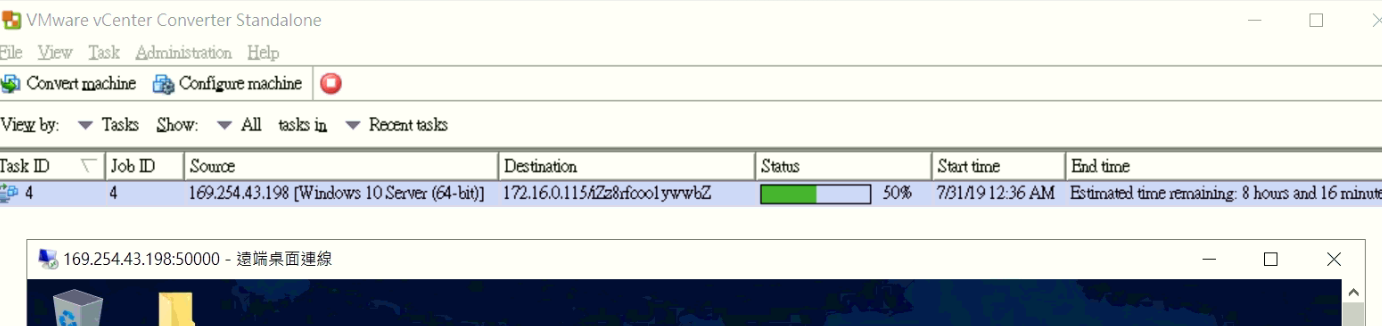 VMware vCenter Converter Standalone
File View Task Administration Help
Convert machine Configure machine
View by: Tasks Show: All tasks in Recent tasks
Task ID Job ID Source Destination Status Start time End time
4 4 169.254.43.198 [Windows 10 Server (64-bit)] 172.16.0.115/iZz8rfcoo1ywwbZ 50% 7/31/19 12:36 AM Estimated time remaining: 8 hours and 16 minute
169.254.43.198:50000 - 遠端桌面連線